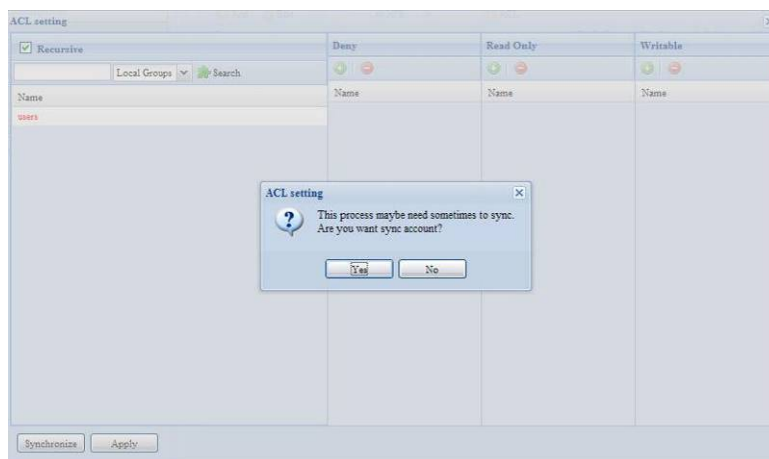 ACL setting
Recursive
Deny
Read Only
Writable
Local Groups
Search
Name
Name
Name
Name
users
ACL setting
This process maybe need sometimes to sync.
Are you want sync account?
Yes
No
Synchronize
Apply